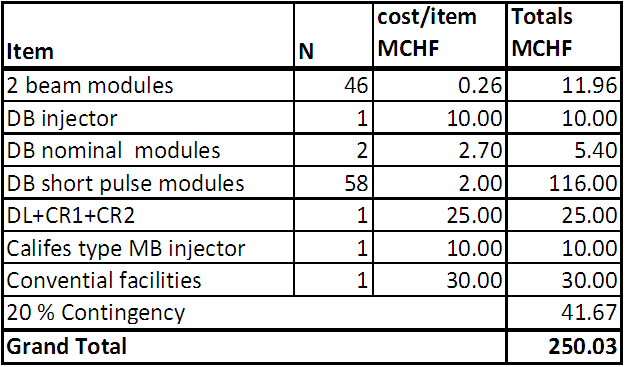 Item N cost/item MCHF Totals MCHF
2 beam modules 46 0.26 11.96
DB injector 1 10.00 10.00
DB nominal modules 2 2.70 5.40
DB short pulse modules 58 2.00 116.00
DL+CR1+CR2 1 25.00 25.00
Califes type MB injector 1 10.00 10.00
Convential facilities 1 30.00 30.00
20 % Contingency 41.67
Grand Total 250.03